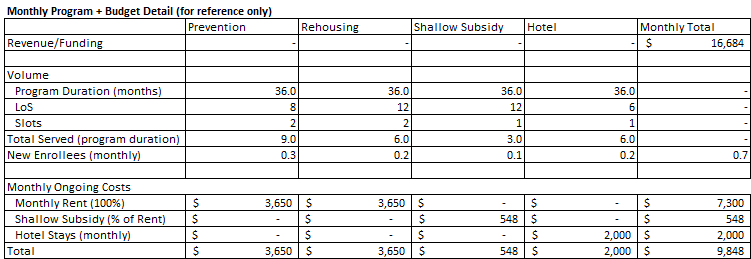 Monthly Program + Budget Detail (for reference only)
Prevention Rehousing Shallow Subsidy Hotel Monthly Total
Revenue/Funding - - - - $ 16,684
Volume
Program Duration (months) 36.0 36.0 36.0 36.0 -
LoS 8 12 12 6 -
Slots 2 2 1 1 -
Total Served (program duration) 9.0 6.0 3.0 6.0 -
New Enrollees (monthly) 0.3 0.2 0.1 0.2 0.7
Monthly Ongoing Costs
Monthly Rent (100%) $ 3,650 $ 3,650 $ - $ - $ 7,300
Shallow Subsidy (% of Rent) $ - $ - $ 548 $ - $ 548
Hotel Stays (monthly) $ - $ - $ - $ 2,000 $ 2,000
Total $ 3,650 $ 3,650 $ 548 $ 2,000 $ 9,848